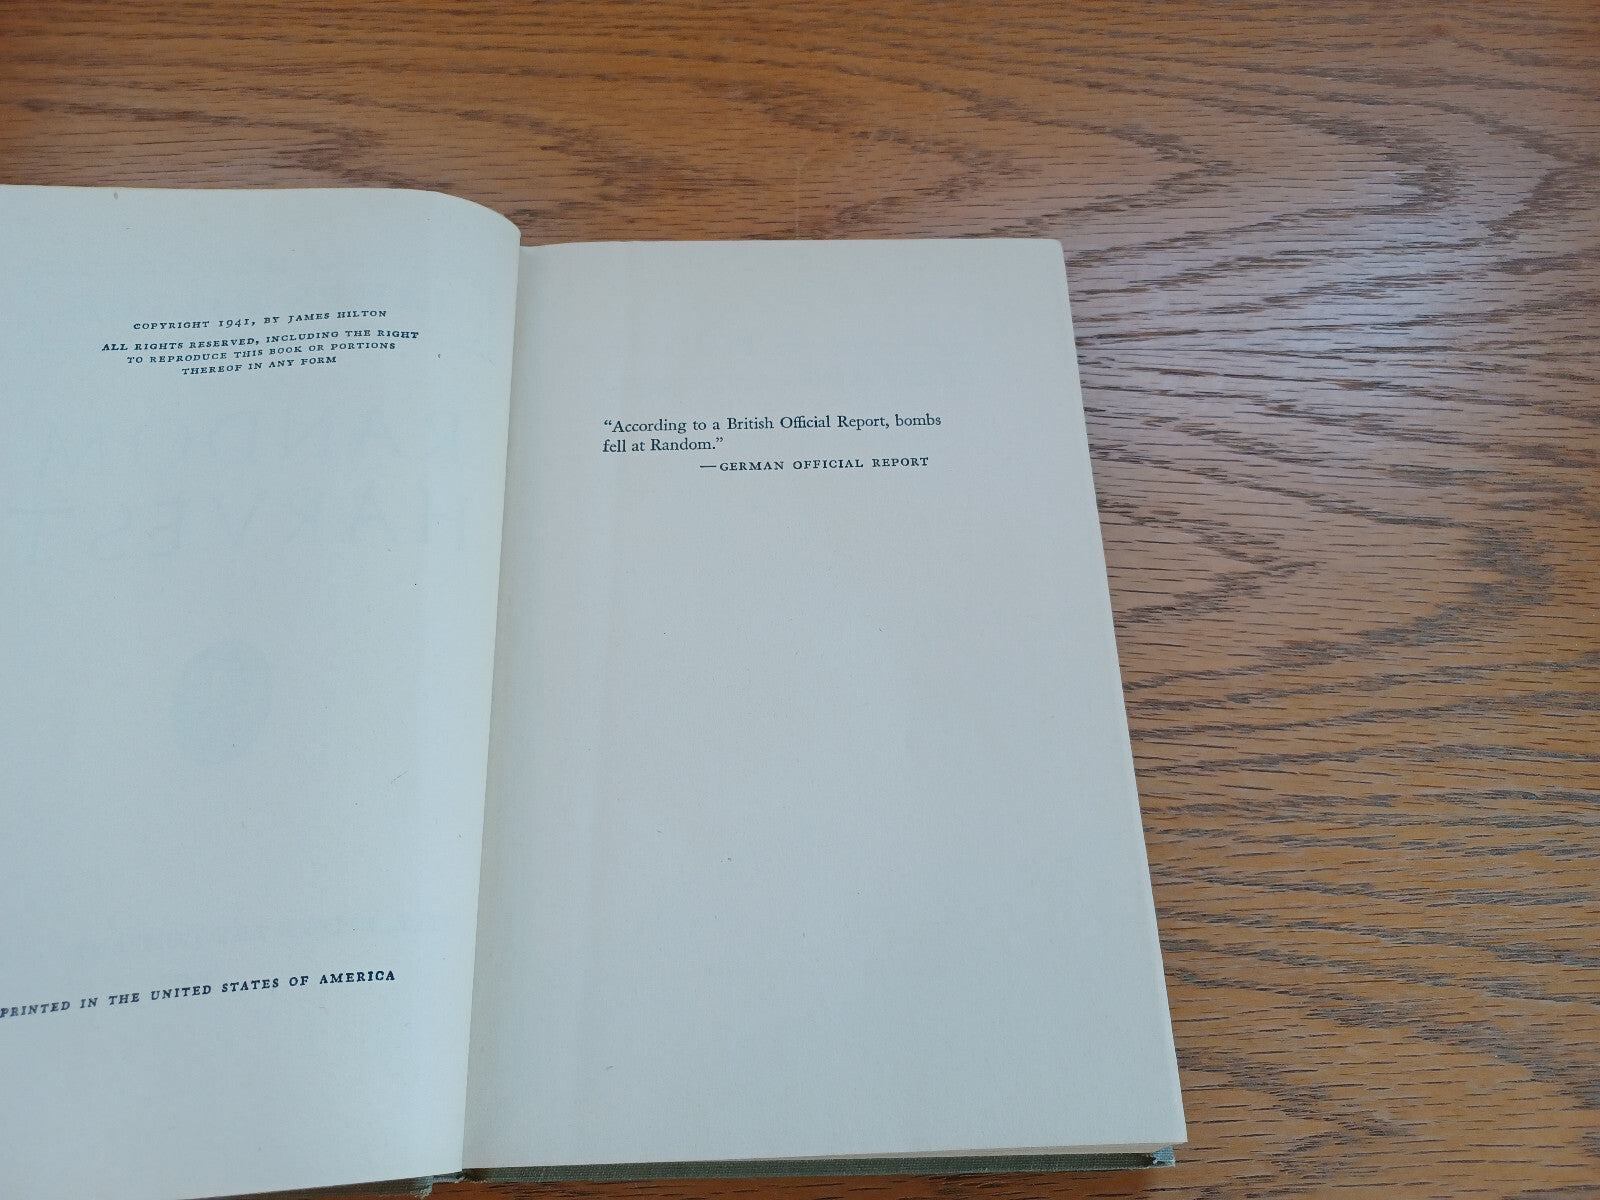 COPYRIGHT 1941, BY JAMES HILTON
ALL RIGHTS RESERVED, INCLUDING THE RIGHT
TO REPRODUCE THIS BOOK OR PORTIONS
THEREOF IN ANY FORM
PRINTED IN THE UNITED STATES OF AMERICA
“According to a British Official Report, bombs
fell at Random.”
—GERMAN OFFICIAL REPORT